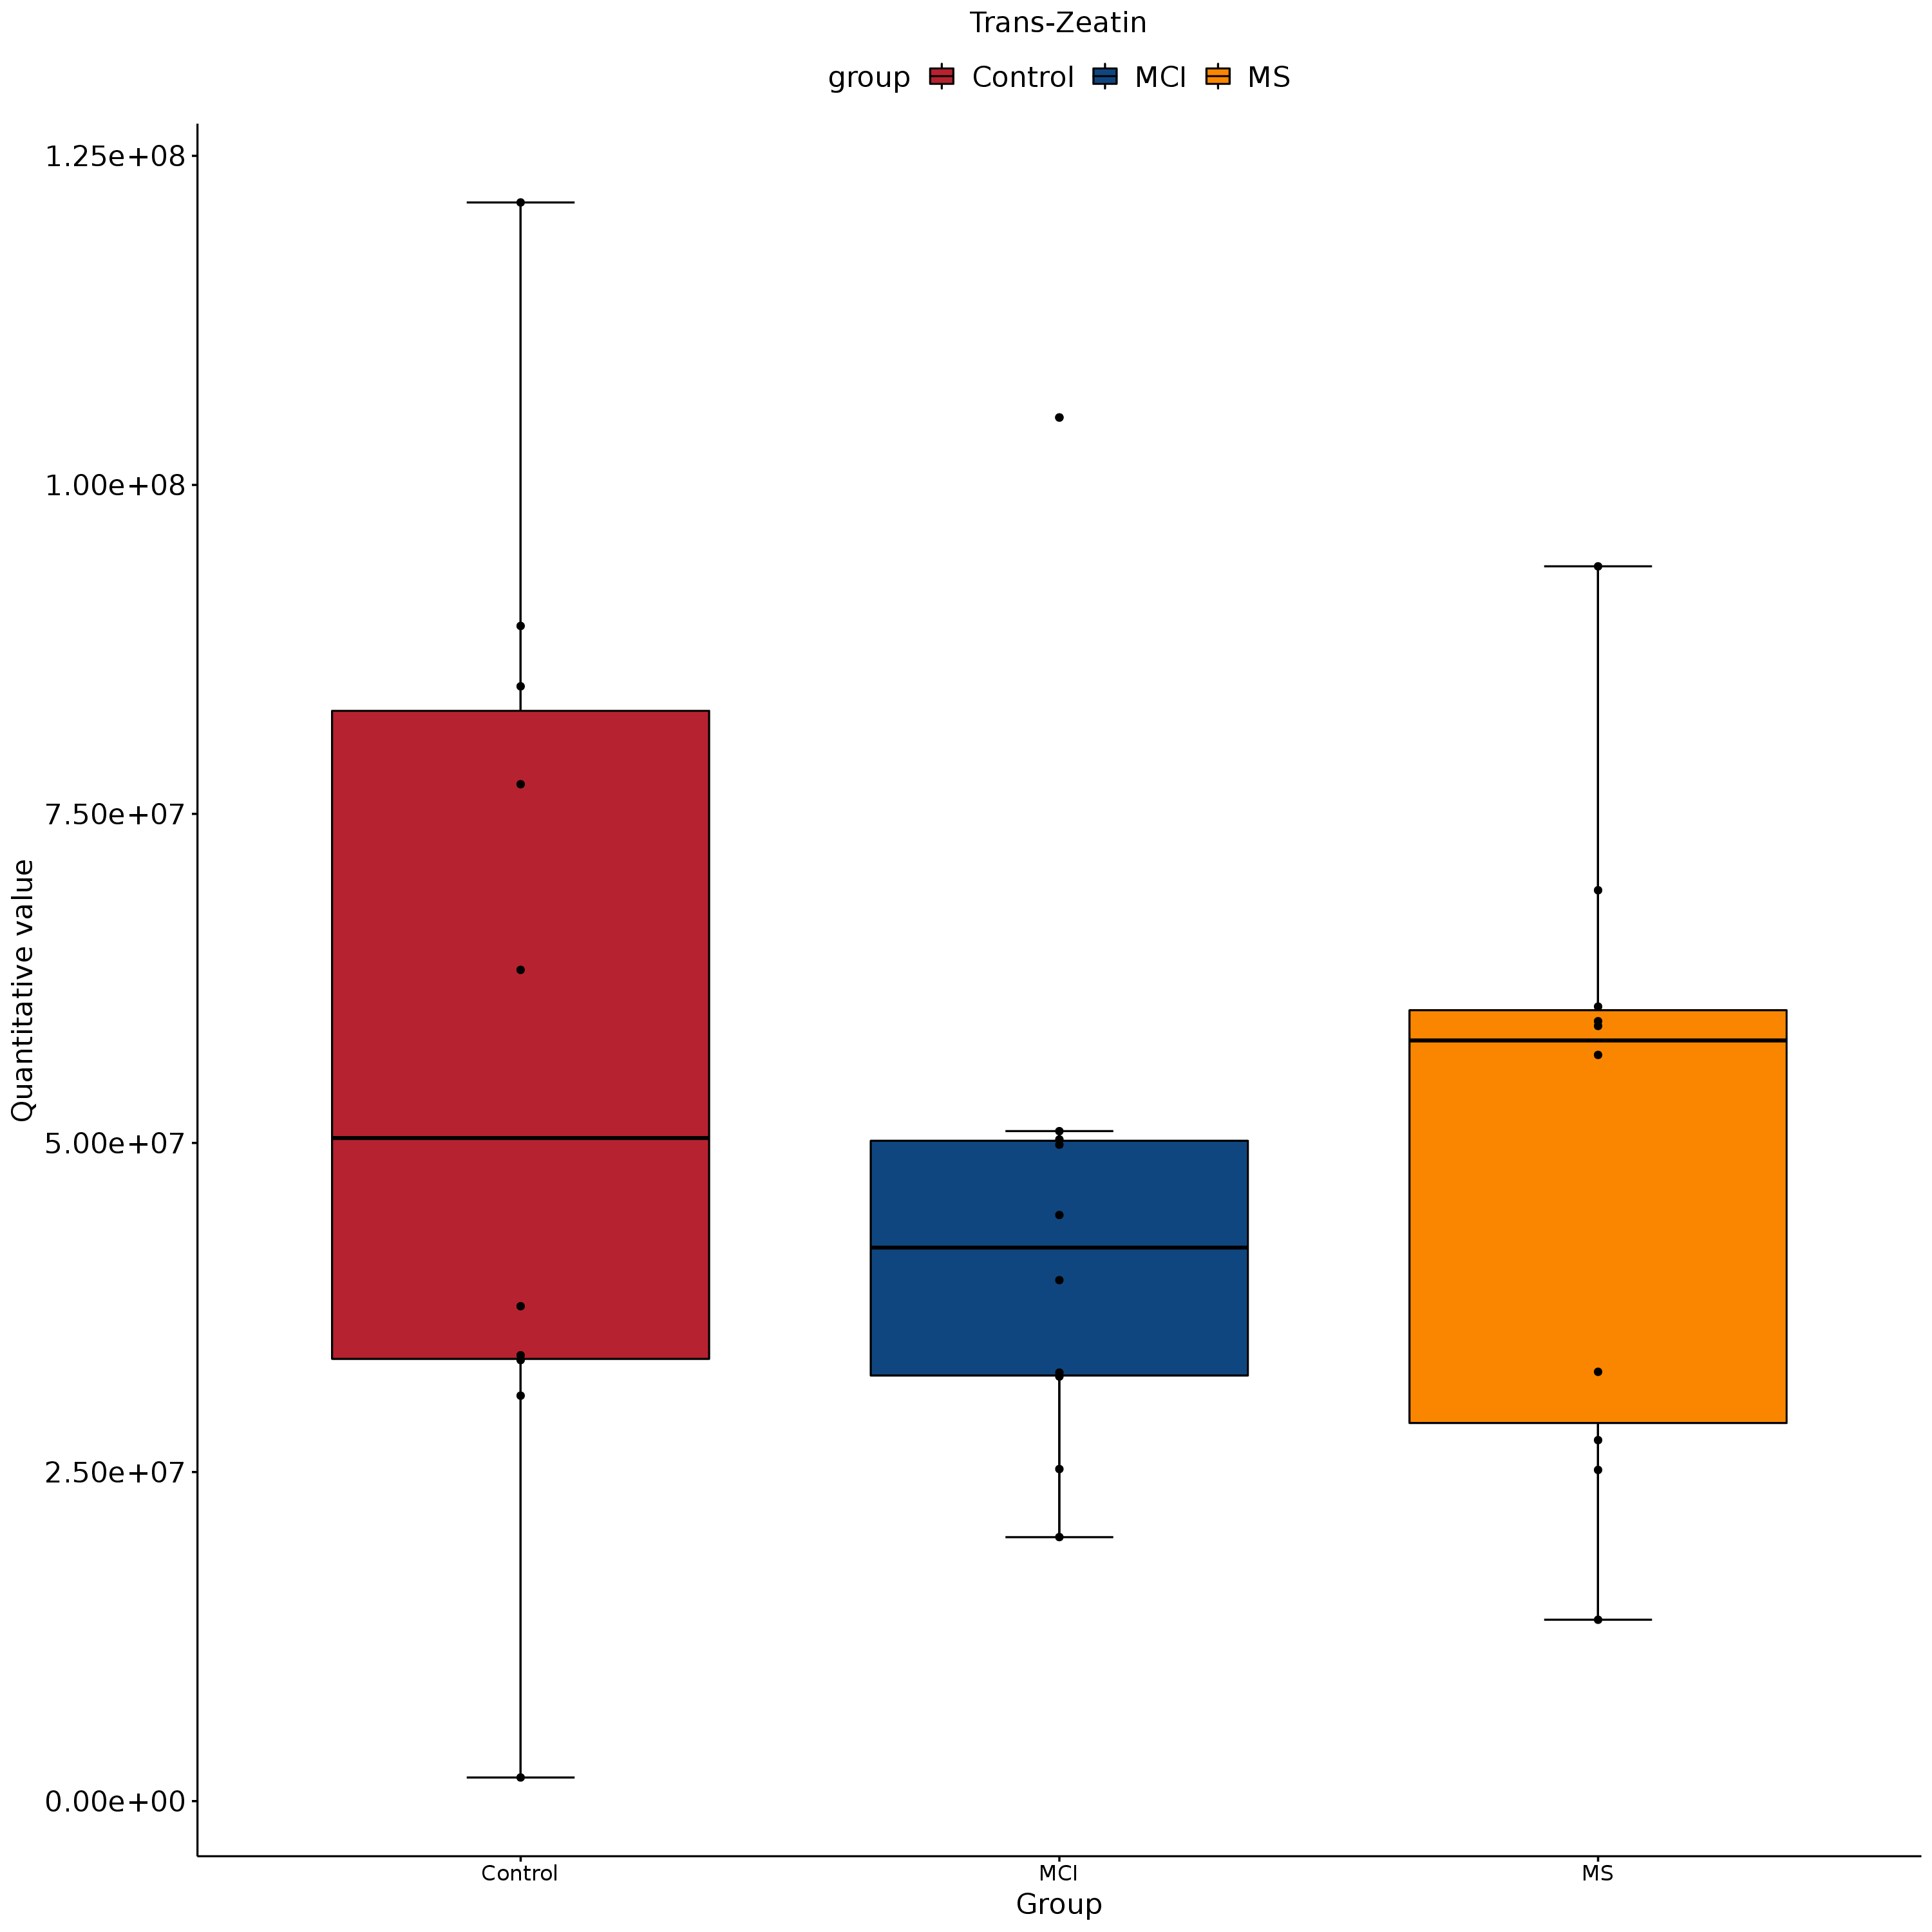 Trans-Zeatin
group Control MCI MS
Quantitative value
1.25e+08
1.00e+08
7.50e+07
5.00e+07
2.50e+07
0.00e+00
Control MCI MS
Group